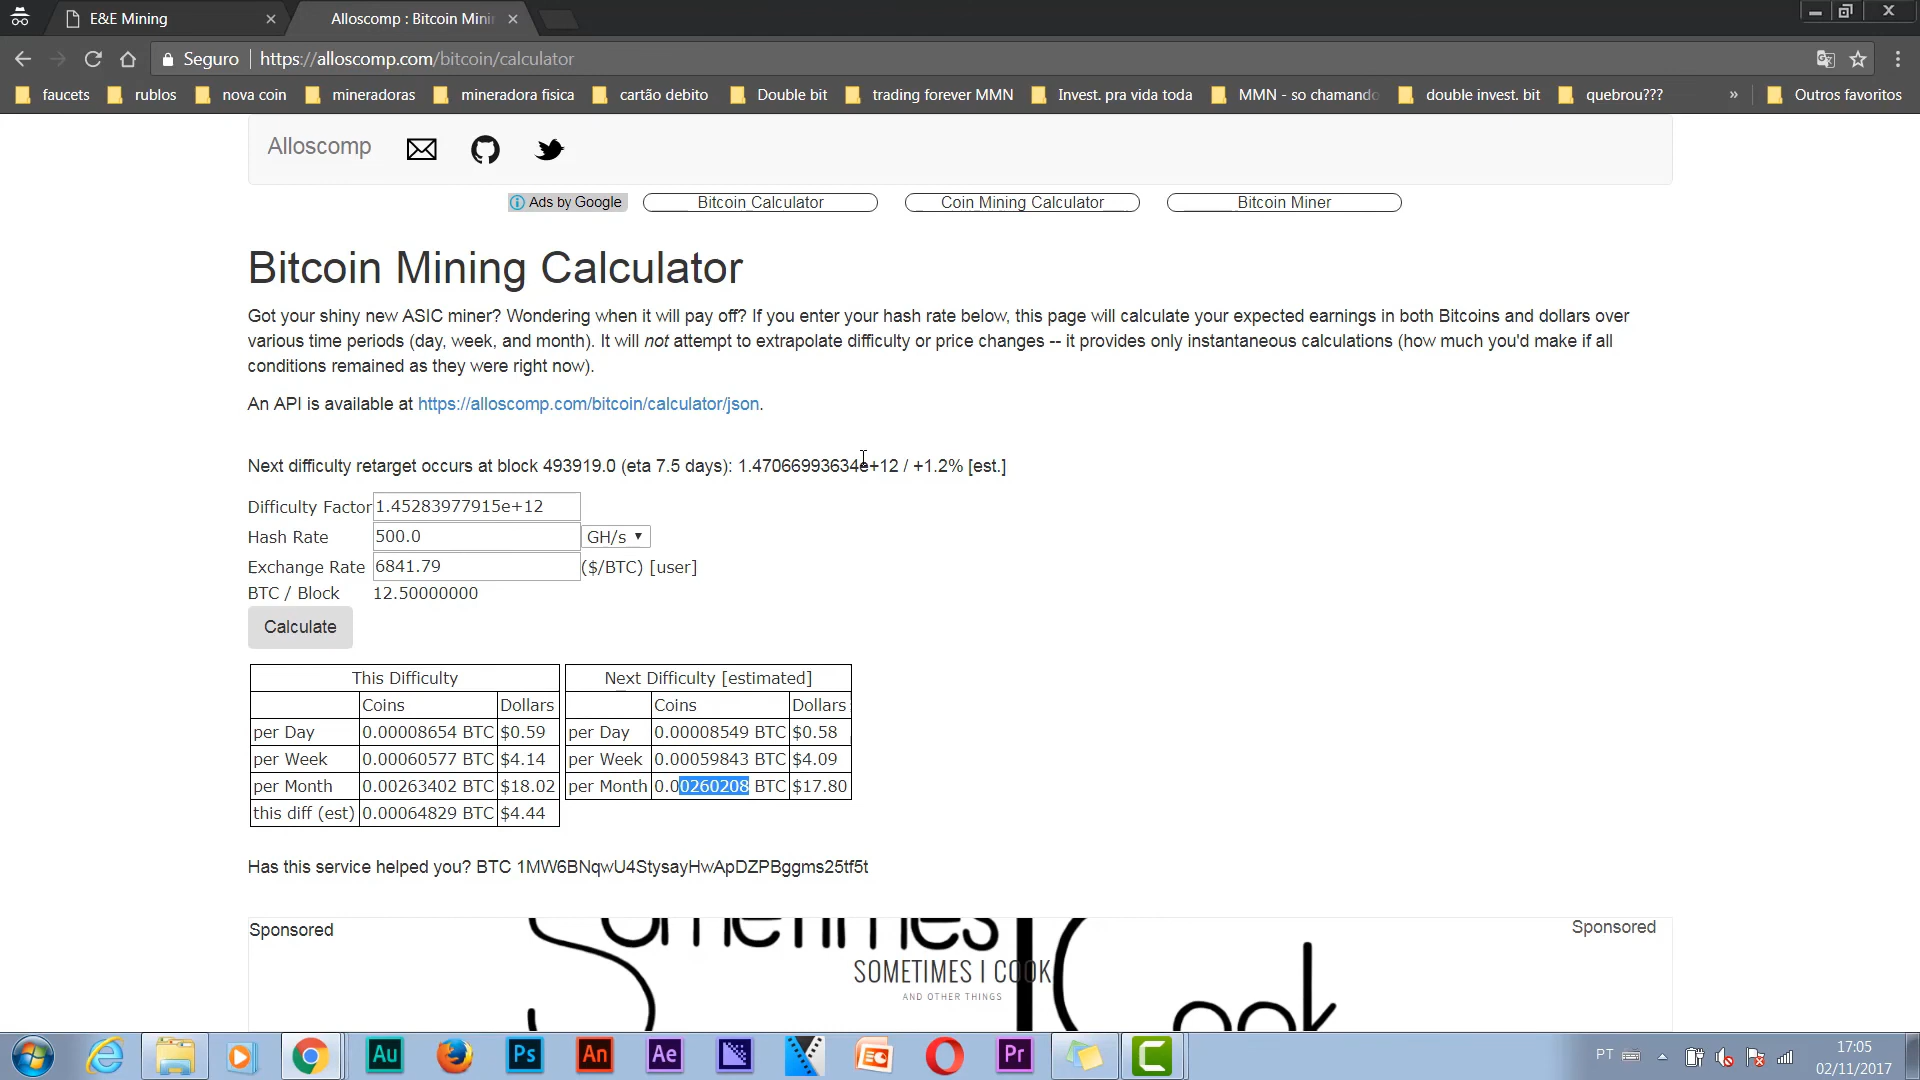 E&E Mining
Alloscomp : Bitcoin Mini
Seguro
https://alloscomp.com/bitcoin/calculator
faucets
rublos
nova coin
mineradoras
mineradora fisica
cartão debito
Double bit
trading forever MMN
Invest. pra vida toda
MMN - so chamando
double invest. bit
quebrou???
»
Outros favoritos
Alloscomp
Ads by Google
Bitcoin Calculator
Coin Mining Calculator
Bitcoin Miner
Bitcoin Mining Calculator
Got your shiny new ASIC miner? Wondering when it will pay off? If you enter your hash rate below, this page will calculate your expected earnings in both Bitcoins and dollars over
various time periods (day, week, and month). It will not attempt to extrapolate difficulty or price changes -- it provides only instantaneous calculations (how much you'd make if all
conditions remained as they were right now).
An API is available at https://alloscomp.com/bitcoin/calculator/json.
Next difficulty retarget occurs at block 493919.0 (eta 7.5 days): 1.47066993634e+12 / +1.2% [est.]
Difficulty Factor 1.45283977915e+12
Hash Rate 500.0 GH/s
Exchange Rate 6841.79 ($/BTC) [user]
BTC / Block 12.50000000
Calculate
This Difficulty
Coins Dollars
per Day 0.00008654 BTC $0.59
per Week 0.00060577 BTC $4.14
per Month 0.00263402 BTC $18.02
this diff (est) 0.00064829 BTC $4.44
Next Difficulty [estimated]
Coins Dollars
per Day 0.00008549 BTC $0.58
per Week 0.00059843 BTC $4.09
per Month 0.00260208 BTC $17.80
Has this service helped you? BTC 1MW6BNqwU4StysayHwApDZPBggms25tf5t
Sponsored
Sponsored
Sometimes I Cook
SOMETIMES I COOK
AND OTHER THINGS
Au
Ps
An
Ae
Pr
PT
17:05
02/11/2017